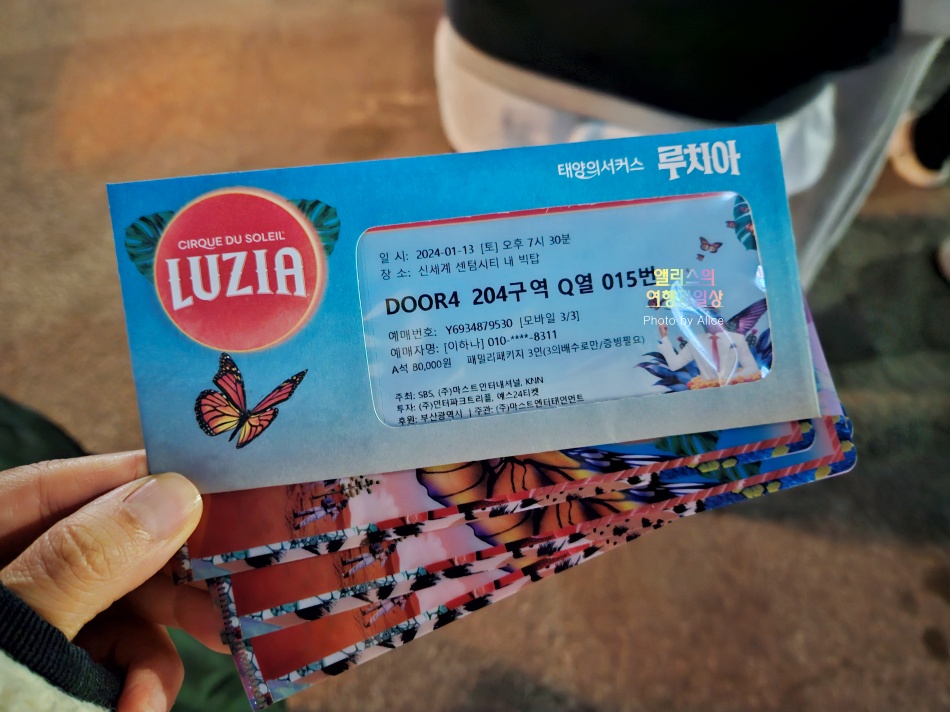 태양의서커스 루치아
CIRQUE DU SOLEIL
LUZIA
일 시: 2024-01-13 [토] 오후 7시 30분
장 소: 신세계 센텀시티 내 빅탑
DOOR4 204구역 Q열 015번
예매번호: Y6934879530 [모바일 3/3]
예매자명: [이하나] 010-****-8311
A석 80,000원 패밀리패키지 3인(3의배수로만/증빙필요)
주최: SBS, (주)마스트인터내셔널, KNN
투자: (주)인터파크트리플, 예스24티켓
후원: 부산광역시 | 주관: (주)마스트엔터테인먼트
앨리스의
여행과일상
Photo by Alice